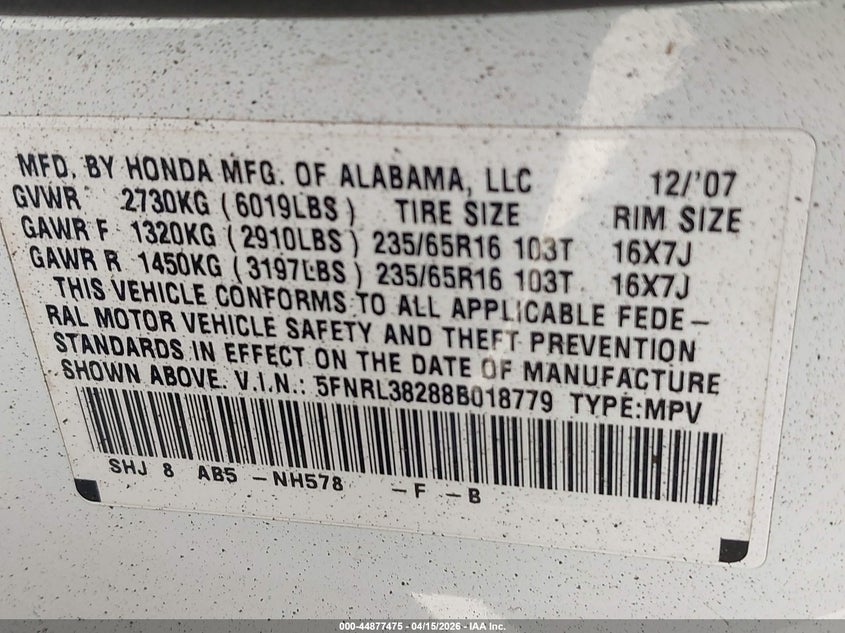 MFD. BY HONDA MFG. OF ALABAMA, LLC 12/'07
GVWR 2730KG (6019LBS) TIRE SIZE RIM SIZE
GAWR F 1320KG (2910LBS) 235/65R16 103T 16X7J
GAWR R 1450KG (3197LBS) 235/65R16 103T 16X7J
THIS VEHICLE CONFORMS TO ALL APPLICABLE FEDE-
RAL MOTOR VEHICLE SAFETY AND THEFT PREVENTION
STANDARDS IN EFFECT ON THE DATE OF MANUFACTURE
SHOWN ABOVE. V.I.N.: 5FNRL38288B018779 TYPE:MPV
SHJ 8 AB5 -NH578 -F -B
000-44877475 - 04/15/2026 - IAA Inc.